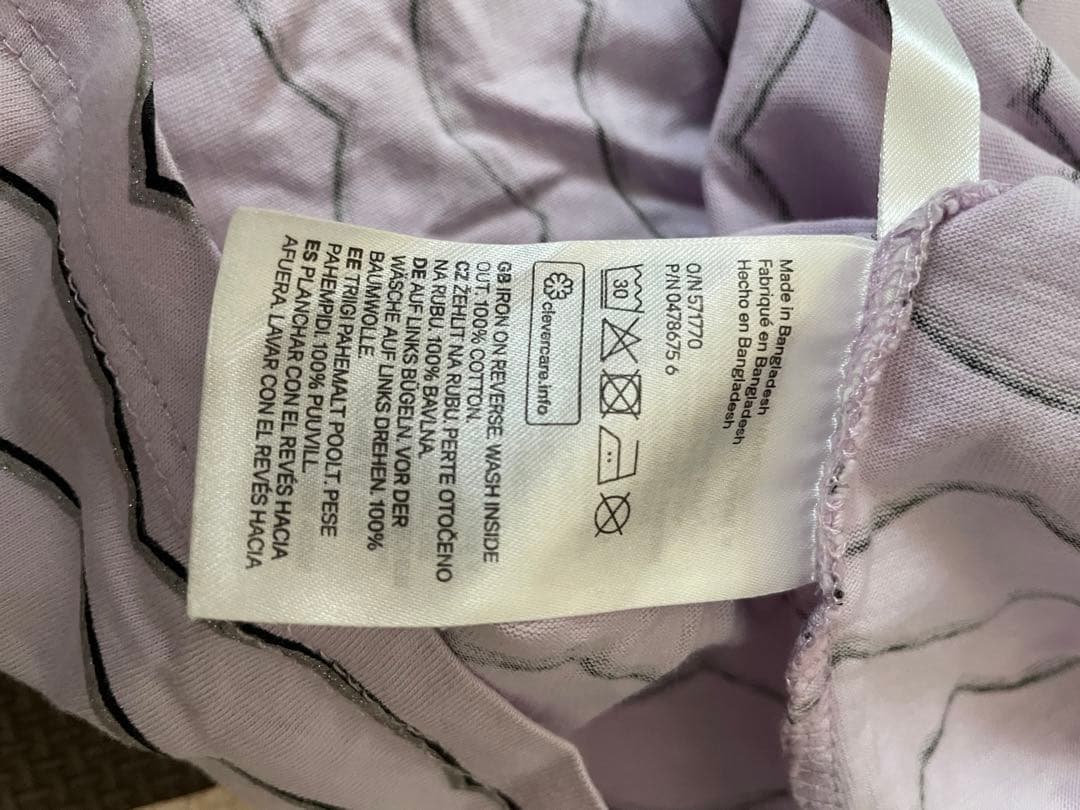 Made in Bangladesh
Fabriqué en Bangladesh
Hecho en Bangladesh
O/N 571770
P/N 0478675 6
30
clevercare.info
GB IRON ON REVERSE. WASH INSIDE
OUT. 100% COTTON.
CZ ŽEHLIT NA RUBU. PERTE OTOČENO
NA RUBU. 100% BAVLNA.
DE AUF LINKS BÜGELN. VOR DER
WÄSCHE AUF LINKS DREHEN. 100%
BAUMWOLLE.
EE TRIIGI PAHEMALT POOLT. PESE
PAHEMPIDI. 100% PUUVILL.
ES PLANCHAR CON EL REVÉS HACIA
AFUERA LAVAR CON EL REVÉS HACIA